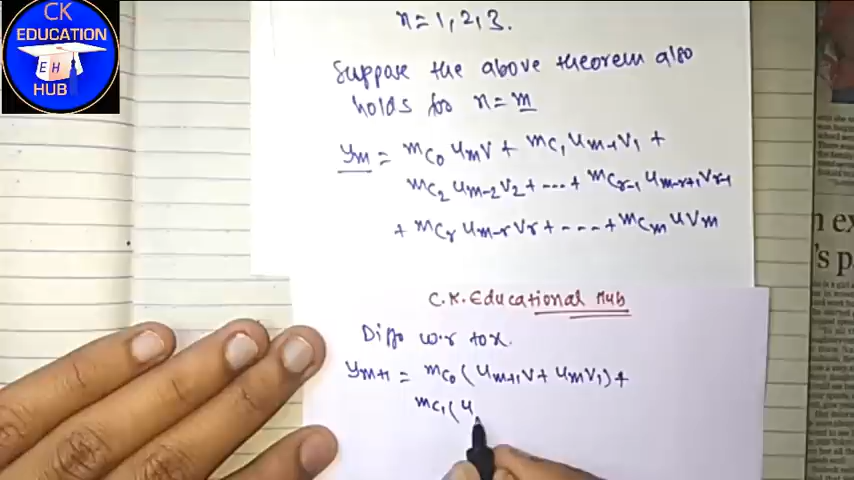 CK
EDUCATION
EH
HUB
n=1,2,3.
Suppose the above theorem also
holds for n=m
ym = mc0 umv + mc1 um-1v1 +
mc2 um-2v2 + --- + mcr-1 um-r+1vr-1
+ mcr um-rvr + ---- + mcm uvm
C.K.Educational Hub
Diff w.r to x.
ym+1 = mc0(um+1v + umv1) +
mc1(u